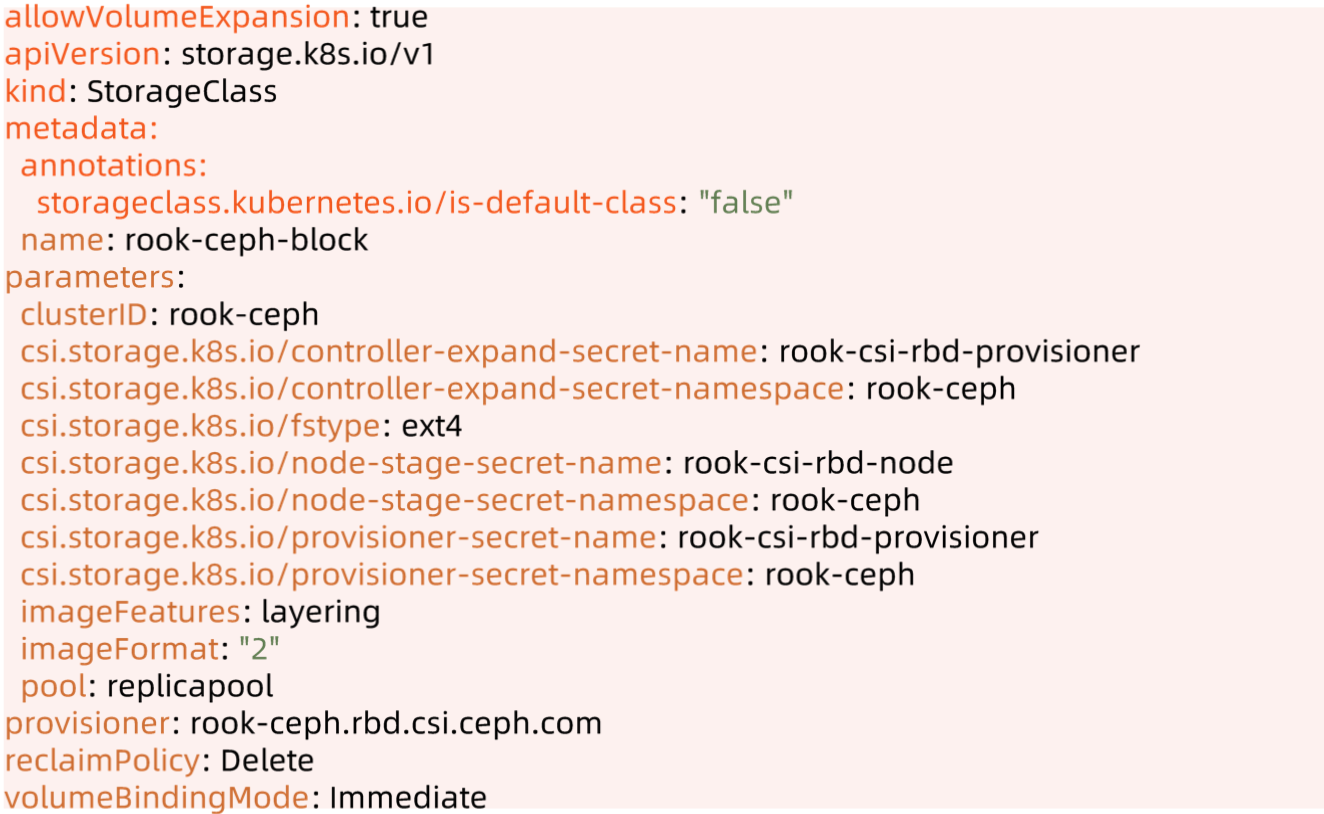 allowVolumeExpansion: true
apiVersion: storage.k8s.io/v1
kind: StorageClass
metadata:
  annotations:
    storageclass.kubernetes.io/is-default-class: "false"
  name: rook-ceph-block
parameters:
  clusterID: rook-ceph
  csi.storage.k8s.io/controller-expand-secret-name: rook-csi-rbd-provisioner
  csi.storage.k8s.io/controller-expand-secret-namespace: rook-ceph
  csi.storage.k8s.io/fstype: ext4
  csi.storage.k8s.io/node-stage-secret-name: rook-csi-rbd-node
  csi.storage.k8s.io/node-stage-secret-namespace: rook-ceph
  csi.storage.k8s.io/provisioner-secret-name: rook-csi-rbd-provisioner
  csi.storage.k8s.io/provisioner-secret-namespace: rook-ceph
  imageFeatures: layering
  imageFormat: "2"
  pool: replicapool
provisioner: rook-ceph.rbd.csi.ceph.com
reclaimPolicy: Delete
volumeBindingMode: Immediate